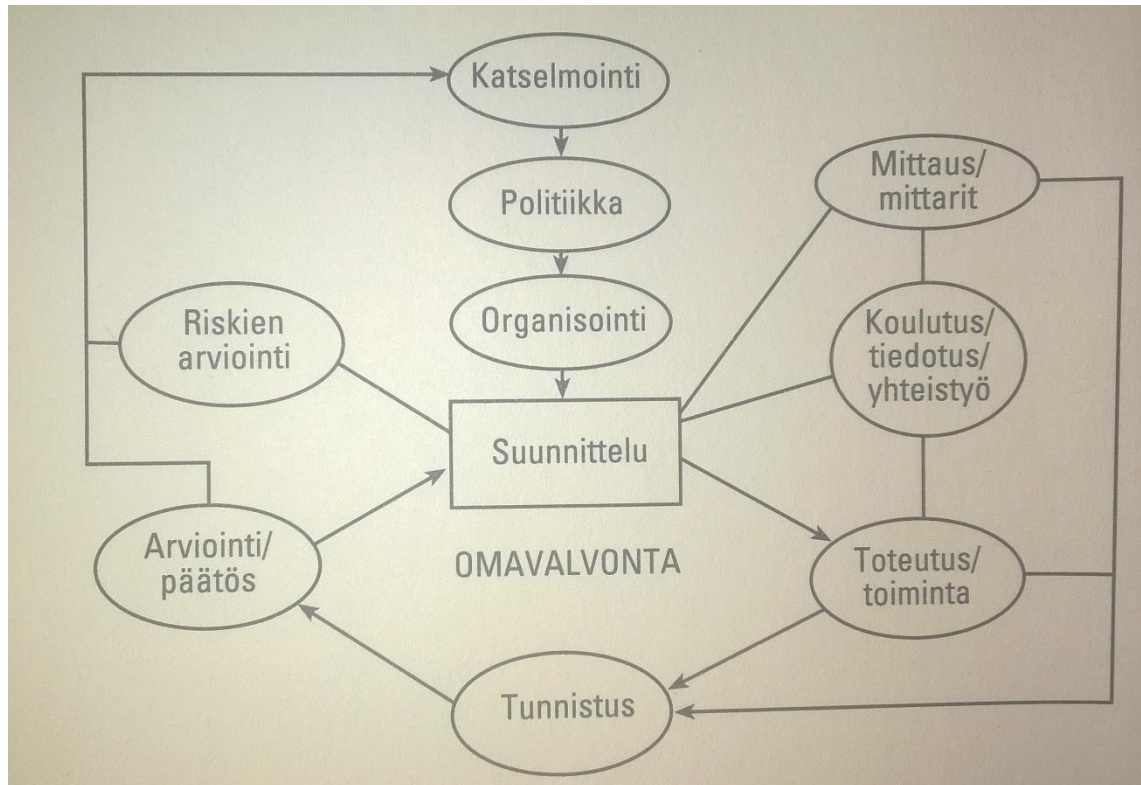 Katselmointi
Politiikka
Organisointi
Suunnittelu
OMAVALVONTA
Mittaus/
mittarit
Koulutus/
tiedotus/
yhteistyö
Toteutus/
toiminta
Tunnistus
Arviointi/
päätös
Riskien
arviointi